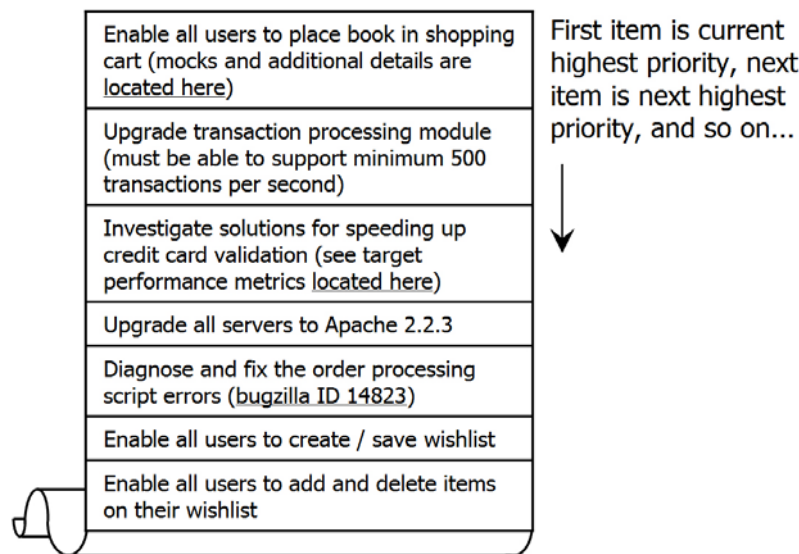 Enable all users to place book in shopping
cart (mocks and additional details are
located here)
Upgrade transaction processing module
(must be able to support minimum 500
transactions per second)
Investigate solutions for speeding up
credit card validation (see target
performance metrics located here)
Upgrade all servers to Apache 2.2.3
Diagnose and fix the order processing
script errors (bugzilla ID 14823)
Enable all users to create / save wishlist
Enable all users to add and delete items
on their wishlist
First item is current
highest priority, next
item is next highest
priority, and so on...